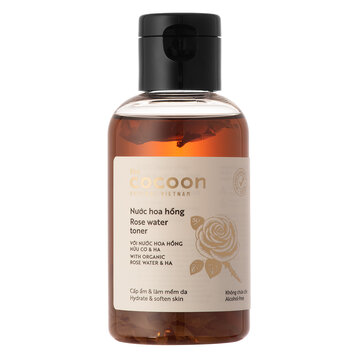 cocoon
VIETNAM
Nước hoa hồng
Rose water
toner
VỚI NƯỚC HOA HỒNG
HỮU CƠ & HA
WITH ORGANIC
ROSE WATER & HA
Cấp ẩm & làm mềm da
Hydrate & soften skin
Không chứa cồn
Alcohol-free